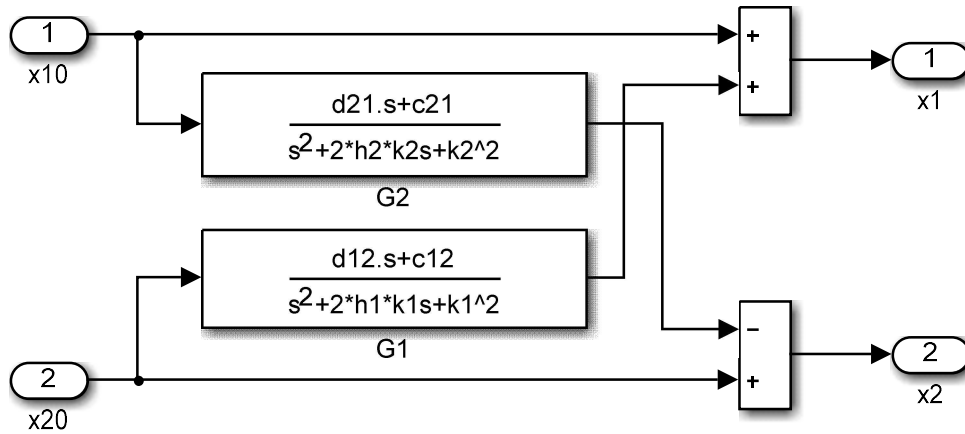 1
x10
d21.s+c21
s2+2*h2*k2s+k2^2
G2
+
+
1
x1
d12.s+c12
s2+2*h1*k1s+k1^2
G1
2
x20
−
+
2
x2